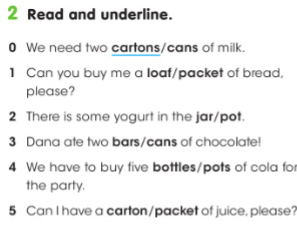 2 Read and underline.
0 We need two cartons/cans of milk.
1 Can you buy me a loaf/packet of bread,
please?
2 There is some yogurt in the jar/pot.
3 Dana ate two bars/cans of chocolate!
4 We have to buy five bottles/pots of cola for
the party.
5 Can I have a carton/packet of juice, please?